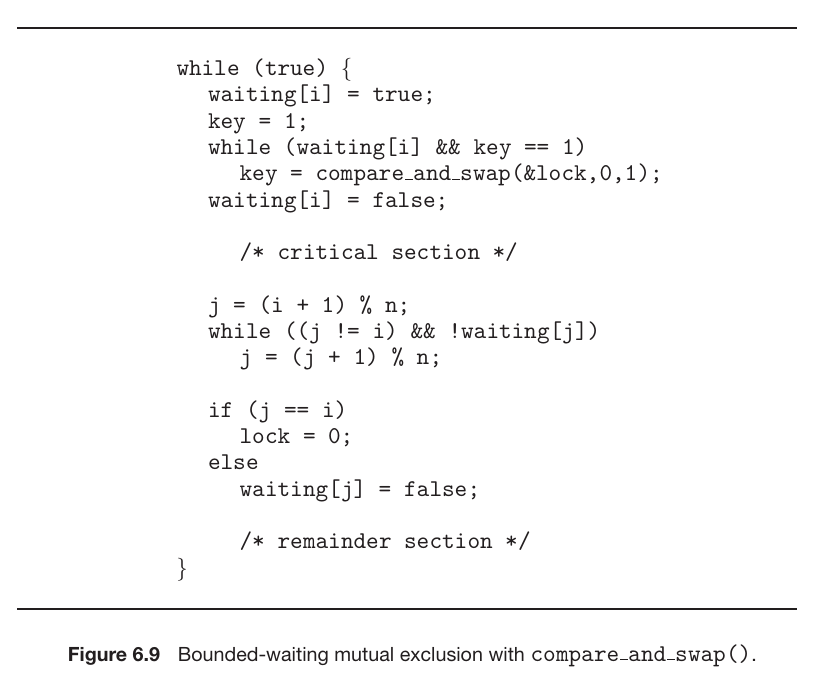 while (true) {
waiting[i] = true;
key = 1;
while (waiting[i] && key == 1)
key = compare_and_swap(&lock,0,1);
waiting[i] = false;
/* critical section */
j = (i + 1) % n;
while ((j != i) && !waiting[j])
j = (j + 1) % n;
if (j == i)
lock = 0;
else
waiting[j] = false;
/* remainder section */
}
Figure 6.9 Bounded-waiting mutual exclusion with compare_and_swap().